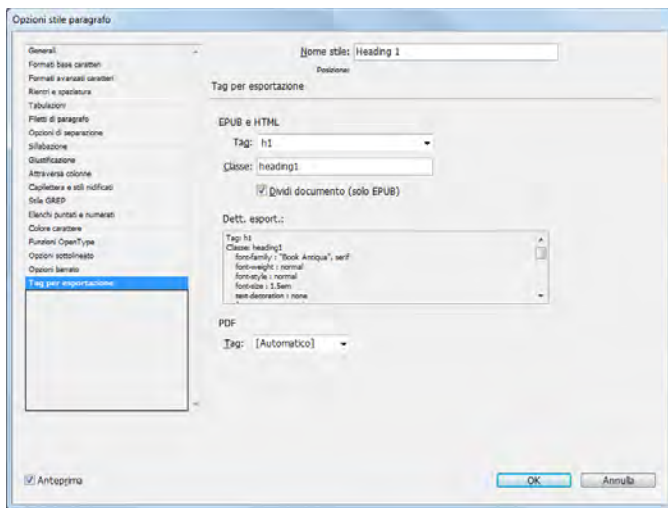 Opzioni stile paragrafo
Generali
Formati base caratteri
Formati avanzati caratteri
Rientri e spaziatura
Tabulazioni
Filetti di paragrafo
Opzioni di separazione
Sillabazione
Giustificazione
Attraversa colonne
Capilettera e stili nidificati
Stile GREP
Elenchi puntati e numerati
Colore carattere
Funzioni OpenType
Opzioni sottolineato
Opzioni barrato
Tag per esportazione
Nome stile: Heading 1
Posizione:
Tag per esportazione
EPUB e HTML
Tag: h1
Classe: heading1
Dividi documento (solo EPUB)
Dett. esport.:
Tag: h1
Classe: heading1
font-family : "Book Antiqua", serif
font-weight : normal
font-style : normal
font-size : 1.5em
text-decoration : none
PDF
Tag: [Automatico]
Anteprima
OK
Annulla